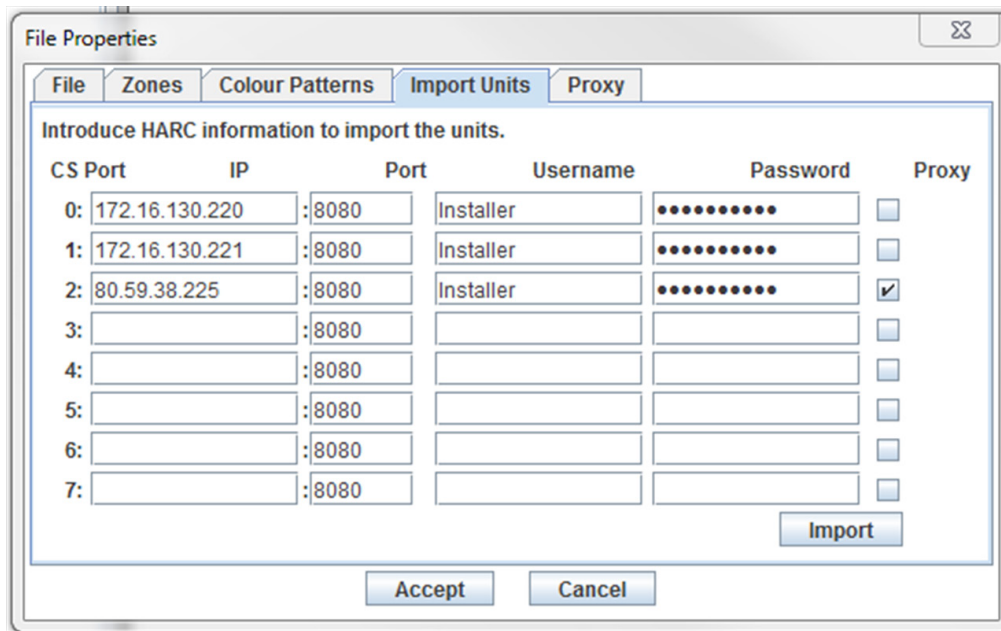 File Properties
File Zones Colour Patterns Import Units Proxy
Introduce HARC information to import the units.
CS Port IP Port Username Password Proxy
0: 172.16.130.220 :8080 Installer ●●●●●●●●●●
1: 172.16.130.221 :8080 Installer ●●●●●●●●●●
2: 80.59.38.225 :8080 Installer ●●●●●●●●●●
3: :8080
4: :8080
5: :8080
6: :8080
7: :8080
Import
Accept Cancel